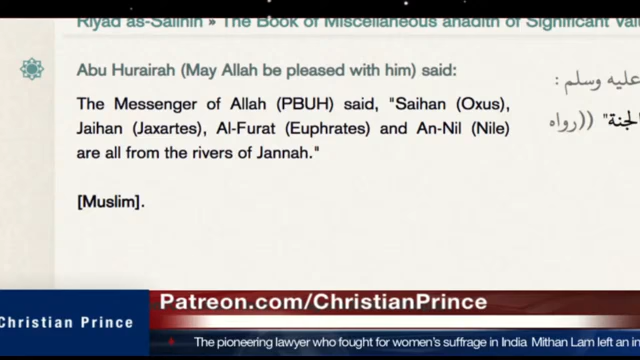 Riyad as-Salihin » The Book of Miscellaneous ahadith of Significant Val
Abu Hurairah (May Allah be pleased with him) said:
عليه وسلم :
The Messenger of Allah (PBUH) said, "Saihan (Oxus),
Jaihan (Jaxartes), Al-Furat (Euphrates) and An-Nil (Nile)
الجنة" ((رواه
are all from the rivers of Jannah."
[Muslim].
Patreon.com/ChristianPrince
Christian Prince
The pioneering lawyer who fought for women's suffrage in India Mithan Lam left an in